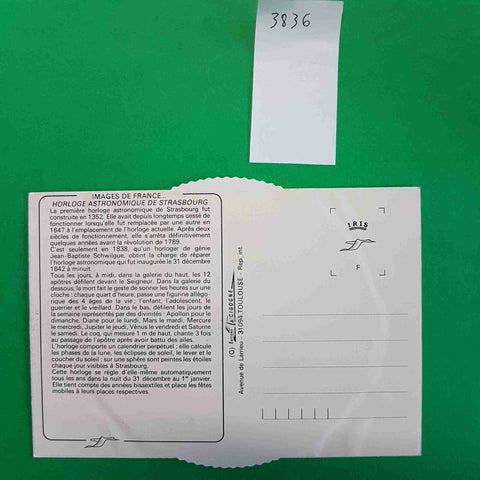 3836
IMAGES DE FRANCE...
HORLOGE ASTRONOMIQUE DE STRASBOURG
La première horloge astronomique de Strasbourg fut
construite en 1352. Elle avait depuis longtemps cessé de
fonctionner lorsqu'elle fut remplacée par une autre en
1647 à l'emplacement de l'horloge actuelle. Après deux
siècles de fonctionnement, elle s'arrêta définitivement
quelques années avant la révolution de 1789.
C'est seulement en 1838, qu'un horloger de génie
Jean-Baptiste Schwilgue, obtint la charge de réparer
l'horloge astronomique qui fut inaugurée le 31 décembre
1842 à minuit.
Tous les jours, à midi, dans la galerie du haut, les 12
apôtres défilent devant le Seigneur. Dans la galerie du
dessous, la mort fait le geste de sonner les heures sur une
cloche : chaque quart d'heure, passe une figurine allégo-
rique des 4 âges de la vie ; l'enfant, l'adolescent, le
guerrier et le vieillard. Dans le bas, défilent les jours de
la semaine représentés par des divinités : Apollon pour le
dimanche, Diane pour le lundi, Mars le mardi, Mercure
le mercredi, Jupiter le jeudi, Vénus le vendredi et Saturne
le samedi. Le coq, qui mesure 1 m de haut, chante 3 fois
au passage de l'apôtre après avoir battu des ailes.
L'horloge comporte un calendrier perpétuel ; elle calcule
les phases de la lune, les éclipses de soleil, le lever et le
coucher du soleil ; sur une sphère sont peintes les étoiles
chaque jour visibles à Strasbourg.
Cette horloge se règle d'elle-même automatiquement
tous les ans dans la nuit du 31 décembre au 1er janvier.
Elle tient compte des années bissextiles et place les fêtes
mobiles à leurs places respectives.
(G) LA CIGOGNE
Avenue de Larrieu - 31094 TOULOUSE - Rep. int.
IRIS
F